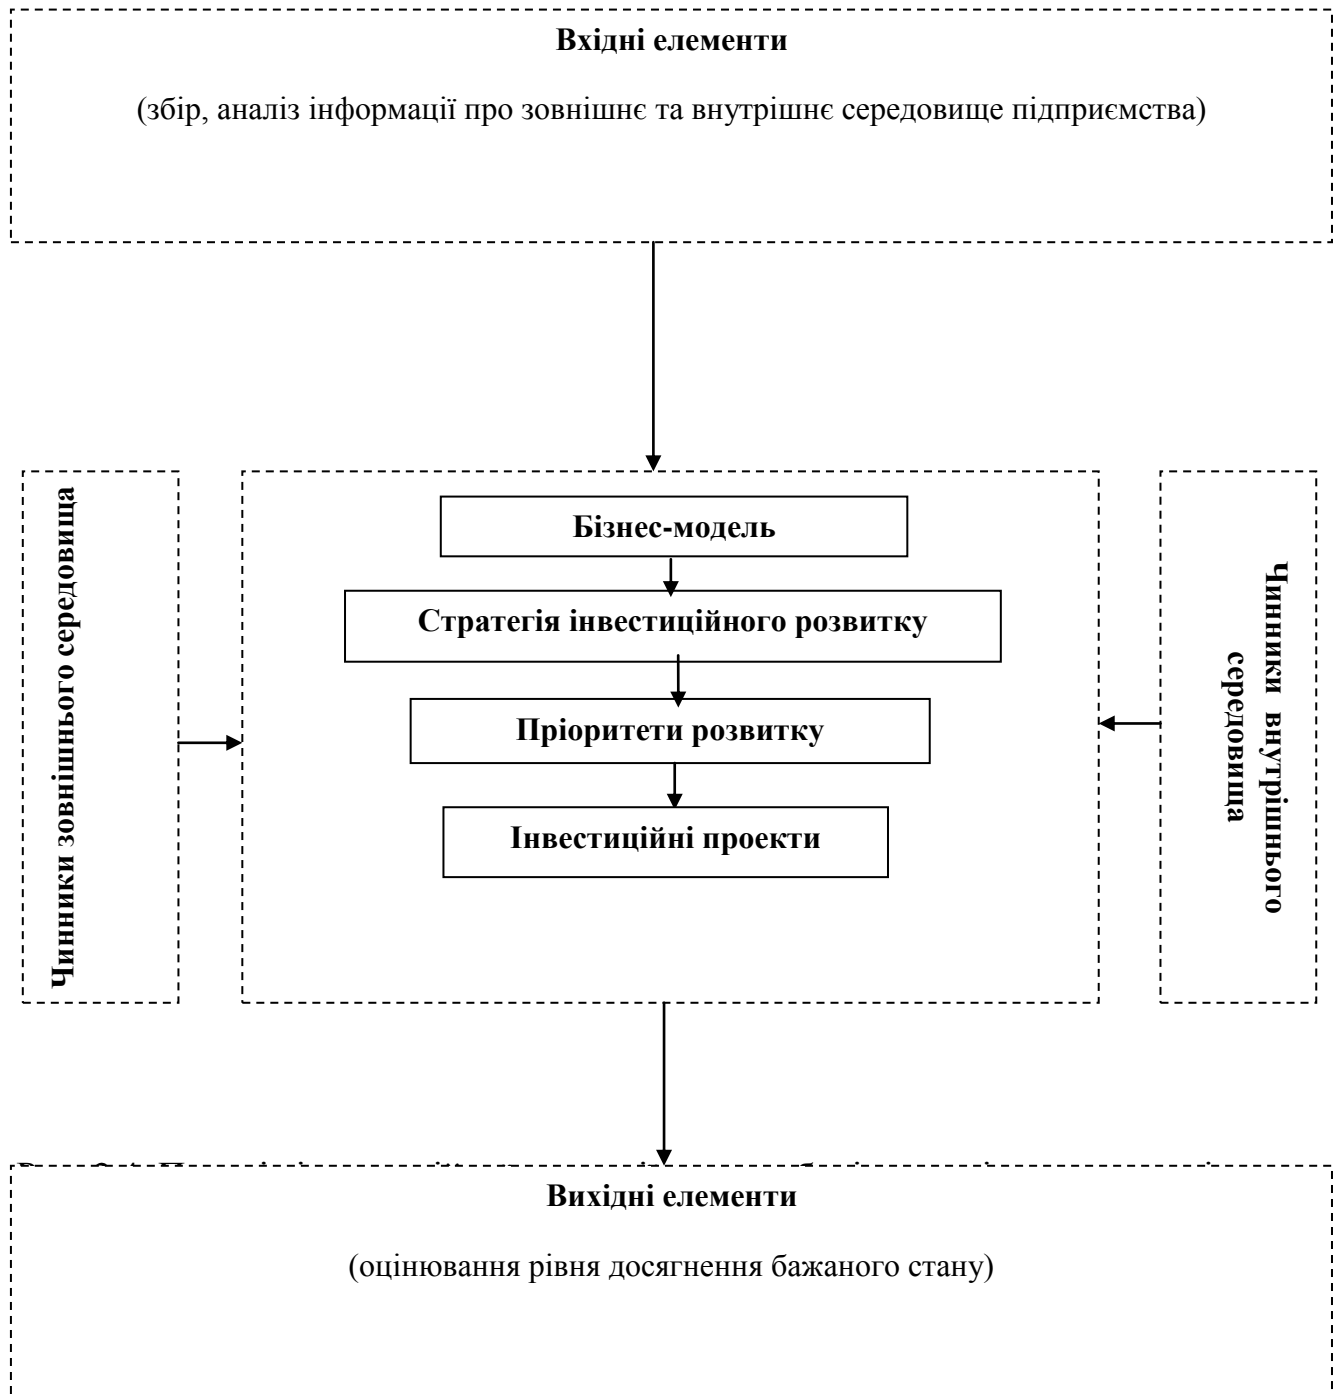 Вхідні елементи
(збір, аналіз інформації про зовнішнє та внутрішнє середовище підприємства)
Чинники зовнішнього середовища
Бізнес-модель
Стратегія інвестиційного розвитку
Пріоритети розвитку
Інвестиційні проекти
Чинники внутрішнього
середовища
Вихідні елементи
(оцінювання рівня досягнення бажаного стану)